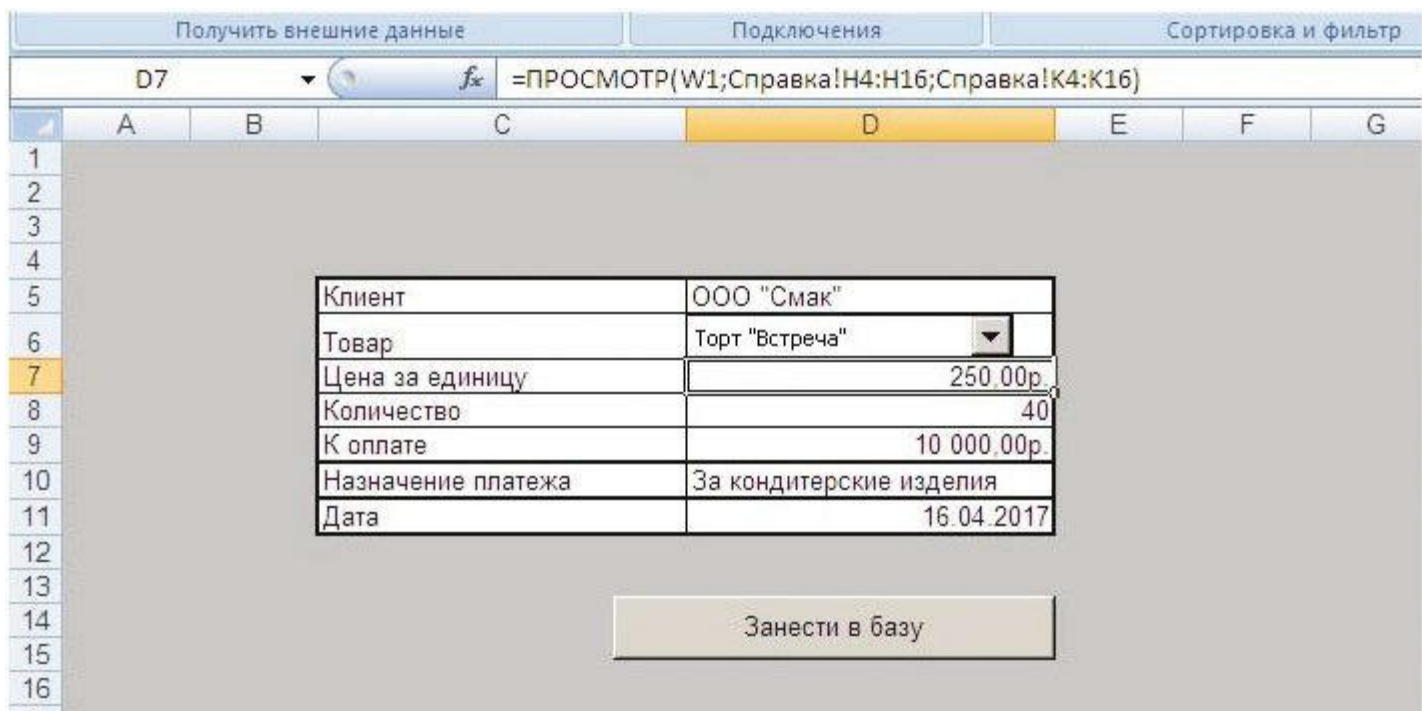 Получить внешние данные Подключения Сортировка и фильтр
D7 fx =ПРОСМОТР(W1;Справка!H4:H16;Справка!K4:K16)
A B C D E F G
1
2
3
4
5 Клиент ООО "Смак"
6 Товар Торт "Встреча"
7 Цена за единицу 250,00р.
8 Количество 40
9 К оплате 10 000,00р.
10 Назначение платежа За кондитерские изделия
11 Дата 16.04.2017
12
13
14 Занести в базу
15
16